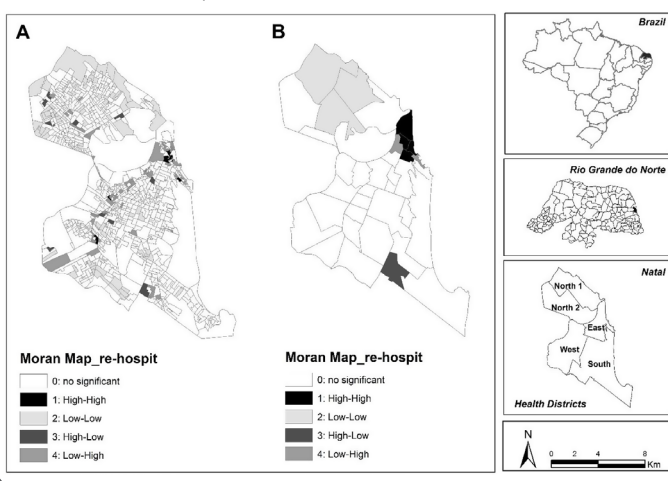 A
B
Moran Map_re-hospit
0: no significant
1: High-High
2: Low-Low
3: High-Low
4: Low-High
Moran Map_re-hospit
0: no significant
1: High-High
2: Low-Low
3: High-Low
4: Low-High
Brazil
Rio Grande do Norte
Natal
North 1
North 2
East
West
South
Health Districts
N
0 2 4 8
Km